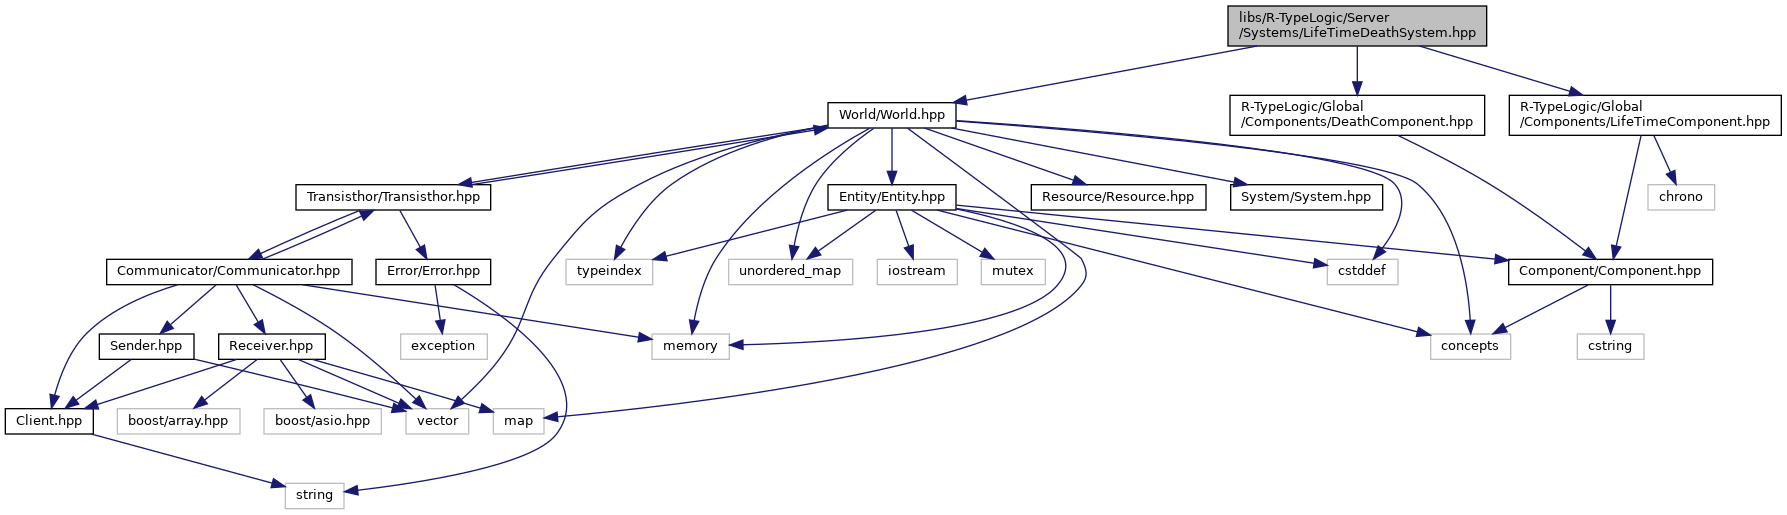 libs/R-TypeLogic/Server
/Systems/LifeTimeDeathSystem.hpp
World/World.hpp
R-TypeLogic/Global
/Components/DeathComponent.hpp
R-TypeLogic/Global
/Components/LifeTimeComponent.hpp
Transisthor/Transisthor.hpp
Entity/Entity.hpp
Resource/Resource.hpp
System/System.hpp
chrono
Communicator/Communicator.hpp
Error/Error.hpp
typeindex
unordered_map
iostream
mutex
cstddef
Component/Component.hpp
Sender.hpp
Receiver.hpp
exception
memory
concepts
cstring
Client.hpp
boost/array.hpp
boost/asio.hpp
vector
map
string